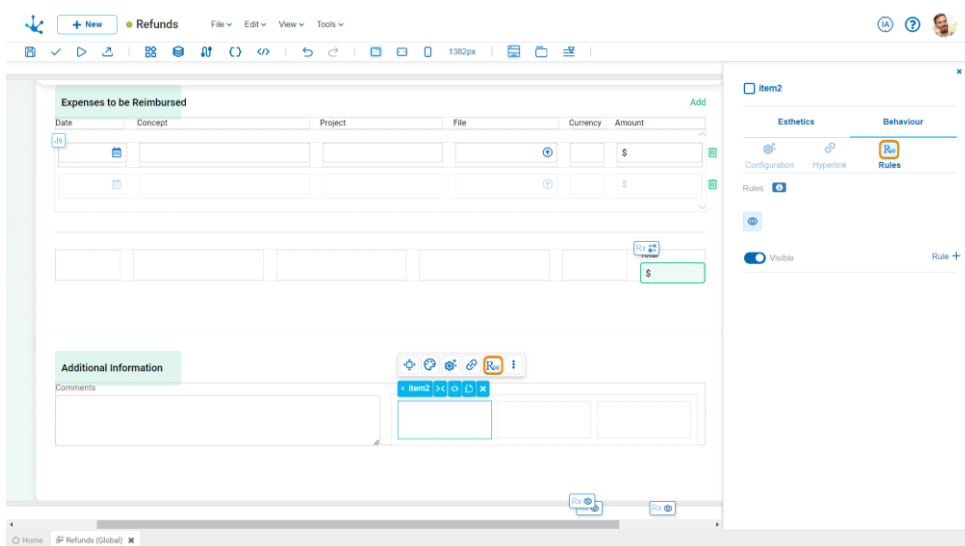 New
Refunds
File
Edit
View
Tools
IA
?
1382px
Expenses to be Reimbursed
Add
Date
Concept
Project
File
Currency
Amount
Js
$
$
Rx
Total
$
Additional Information
Comments
item2
Rx
Rx
item2
Esthetics
Behaviour
Configuration
Hyperlink
Rules
Rules
Visible
Rule +
Home
Refunds (Global)